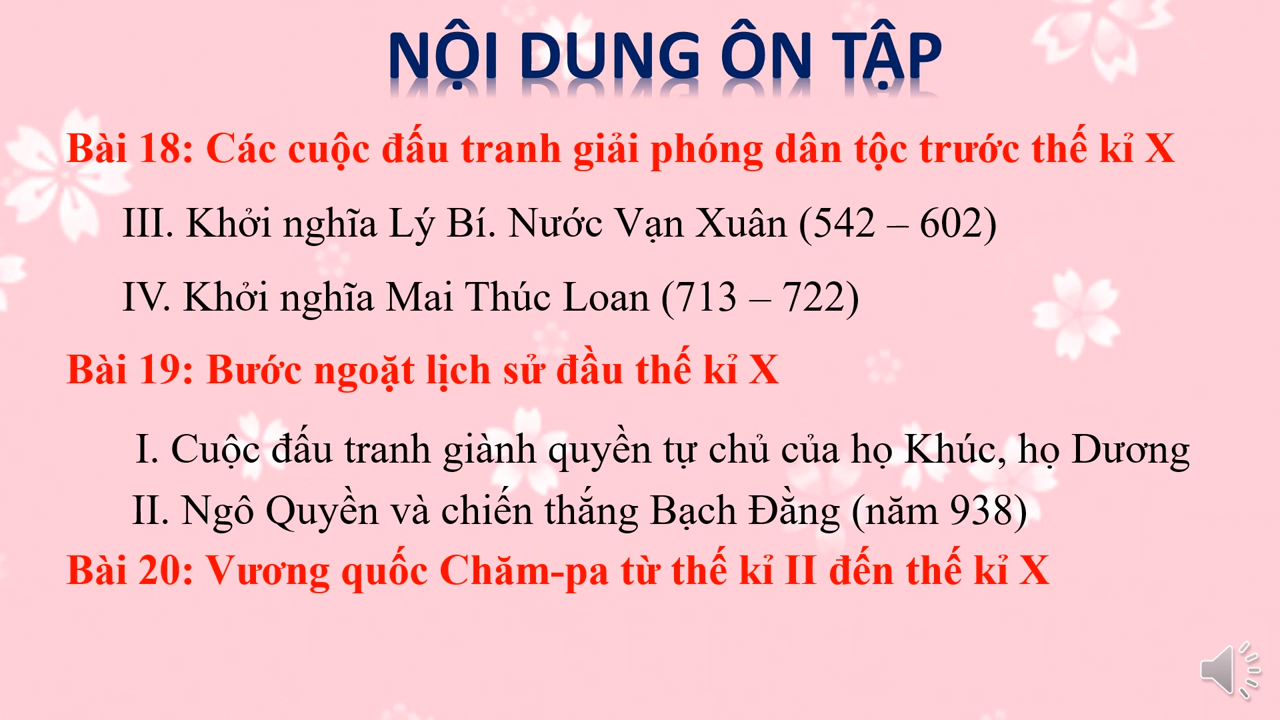 NỘI DUNG ÔN TẬP
Bài 18: Các cuộc đấu tranh giải phóng dân tộc trước thế kỉ X
III. Khởi nghĩa Lý Bí. Nước Vạn Xuân (542 – 602)
IV. Khởi nghĩa Mai Thúc Loan (713 – 722)
Bài 19: Bước ngoặt lịch sử đầu thế kỉ X
I. Cuộc đấu tranh giành quyền tự chủ của họ Khúc, họ Dương
II. Ngô Quyền và chiến thắng Bạch Đằng (năm 938)
Bài 20: Vương quốc Chăm-pa từ thế kỉ II đến thế kỉ X